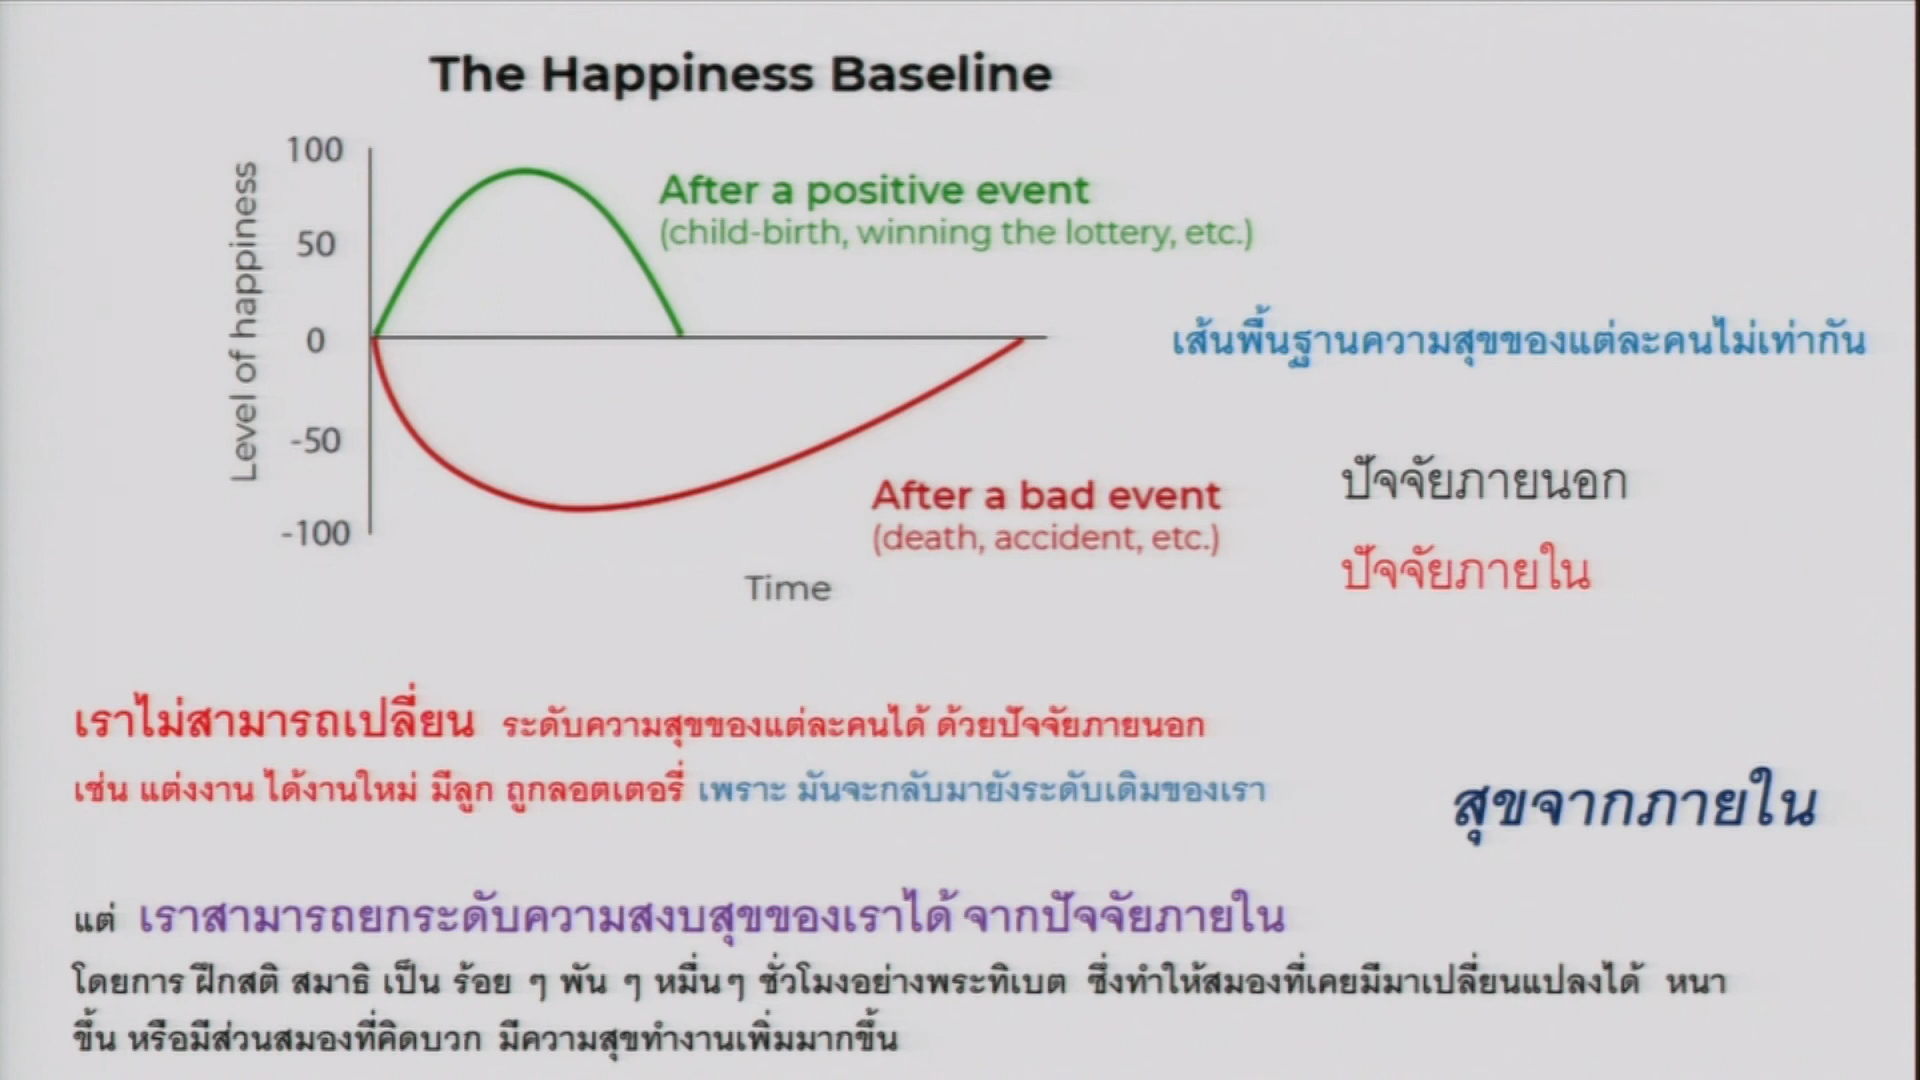 The Happiness Baseline
100
50
0
-50
-100
Level of happiness
After a positive event
(child-birth, winning the lottery, etc.)
เส้นพื้นฐานความสุขของแต่ละคนไม่เท่ากัน
ปัจจัยภายนอก
After a bad event
(death, accident, etc.)
ปัจจัยภายใน
Time
เราไม่สามารถเปลี่ยน ระดับความสุขของแต่ละคนได้ ด้วยปัจจัยภายนอก
เช่น แต่งงาน ได้งานใหม่ มีลูก ถูกลอตเตอรี่ เพราะ มันจะกลับมายังระดับเดิมของเรา
สุขจากภายใน
แต่ เราสามารถยกระดับความสงบสุขของเราได้ จากปัจจัยภายใน
โดยการ ฝึกสติ สมาธิ เป็น ร้อย ๆ พัน ๆ หมื่นๆ ชั่วโมงอย่างพระทิเบต ซึ่งทำให้สมองที่เคยมีมาเปลี่ยนแปลงได้ หนา
ขึ้น หรือมีส่วนสมองที่คิดบวก มีความสุขทำงานเพิ่มมากขึ้น